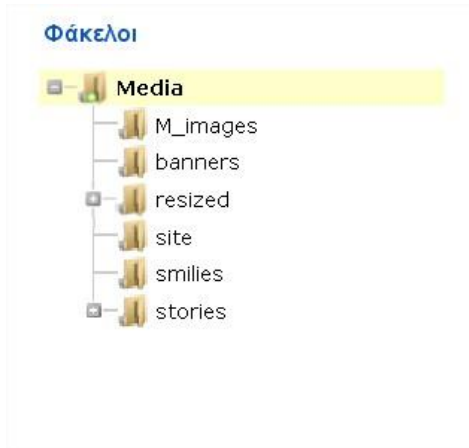 Φάκελοι
Media
M_images
banners
resized
site
smilies
stories